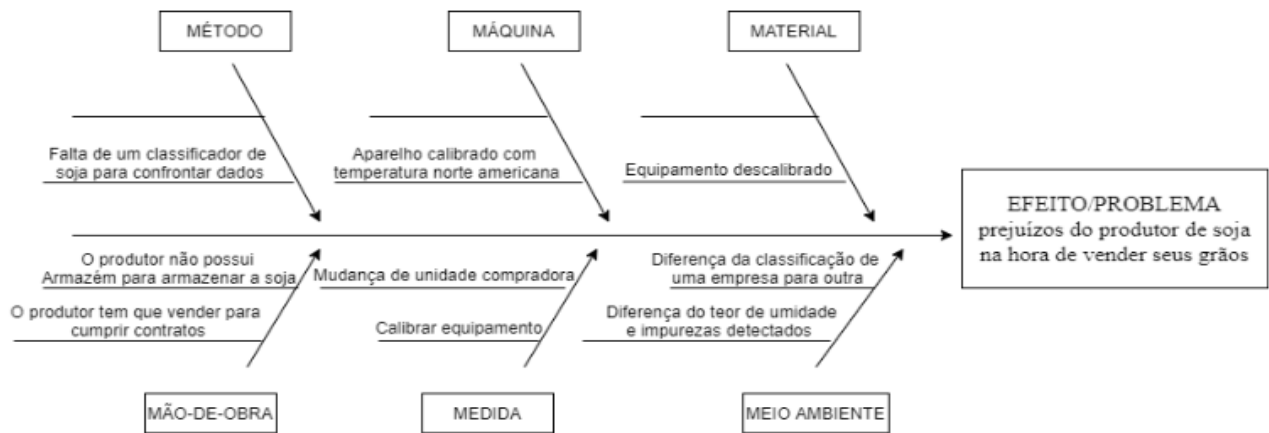 MÉTODO
MÁQUINA
MATERIAL
Falta de um classificador de
soja para confrontar dados
Aparelho calibrado com
temperatura norte americana
Equipamento descalibrado
EFEITO/PROBLEMA
prejuízos do produtor de soja
na hora de vender seus grãos
O produtor não possui
Armazém para armazenar a soja
O produtor tem que vender para
cumprir contratos
Mudança de unidade compradora
Calibrar equipamento
Diferença da classificação de
uma empresa para outra
Diferença do teor de umidade
e impurezas detectados
MÃO-DE-OBRA
MEDIDA
MEIO AMBIENTE